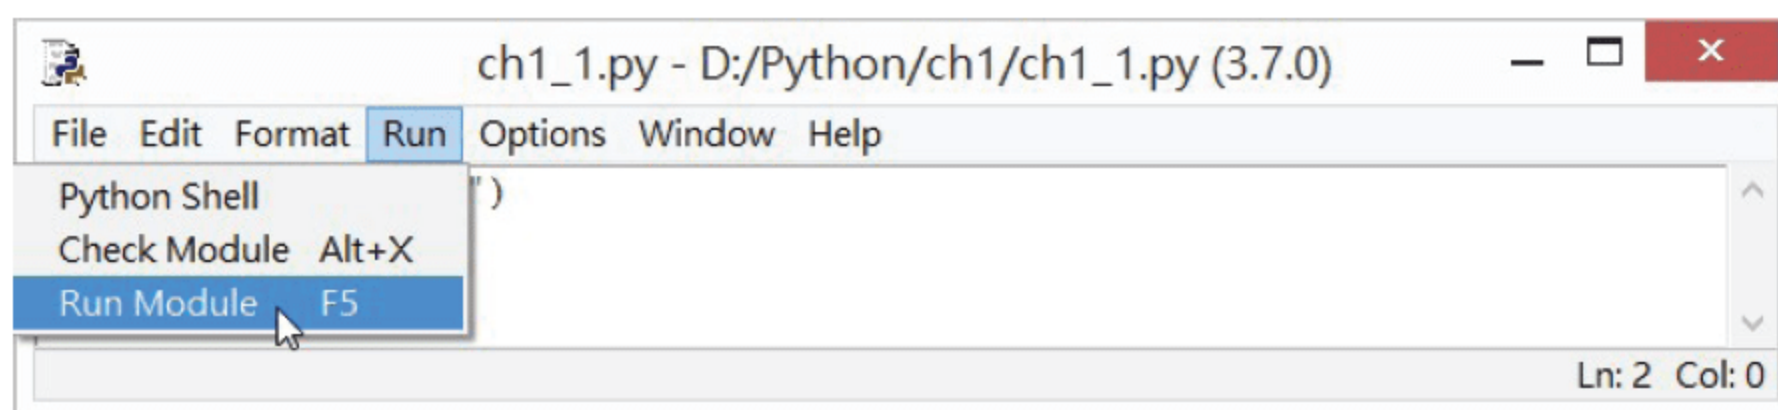 ch1_1.py - D:/Python/ch1/ch1_1.py (3.7.0)
File Edit Format Run Options Window Help
")
Python Shell
Check Module Alt+X
Run Module F5
Ln: 2 Col: 0